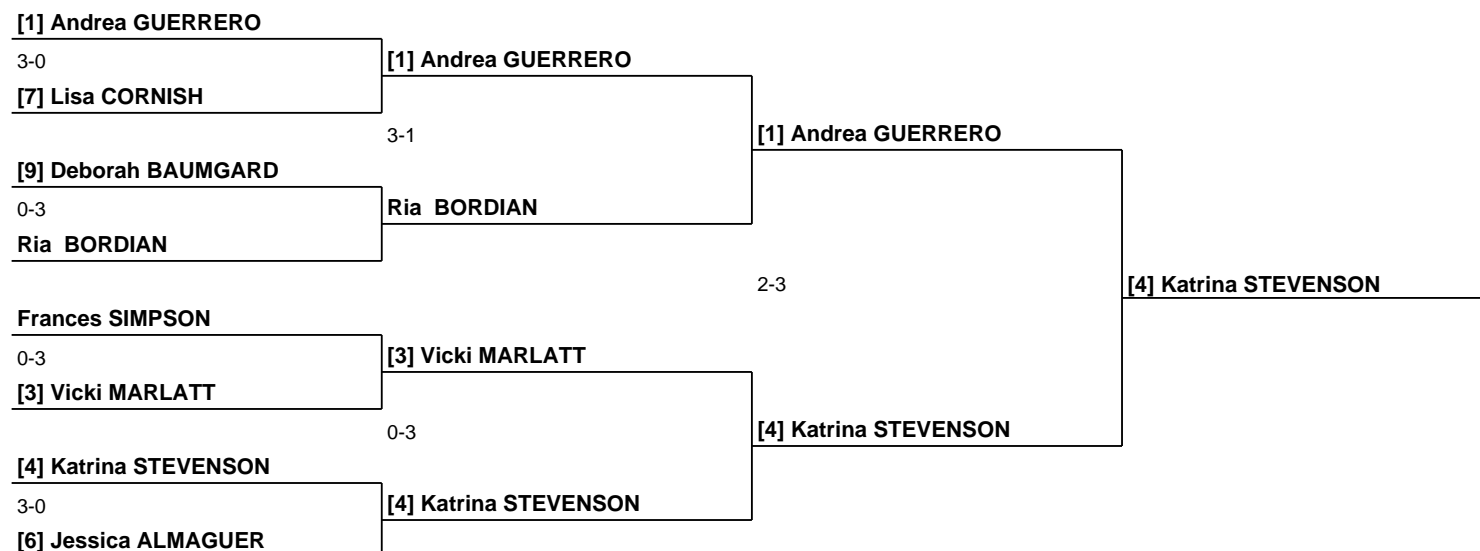 [1] Andrea GUERRERO
3-0
[1] Andrea GUERRERO
[7] Lisa CORNISH
3-1
[1] Andrea GUERRERO
[9] Deborah BAUMGARD
0-3
Ria  BORDIAN
Ria  BORDIAN
2-3
[4] Katrina STEVENSON
Frances SIMPSON
0-3
[3] Vicki MARLATT
[3] Vicki MARLATT
0-3
[4] Katrina STEVENSON
[4] Katrina STEVENSON
3-0
[4] Katrina STEVENSON
[6] Jessica ALMAGUER